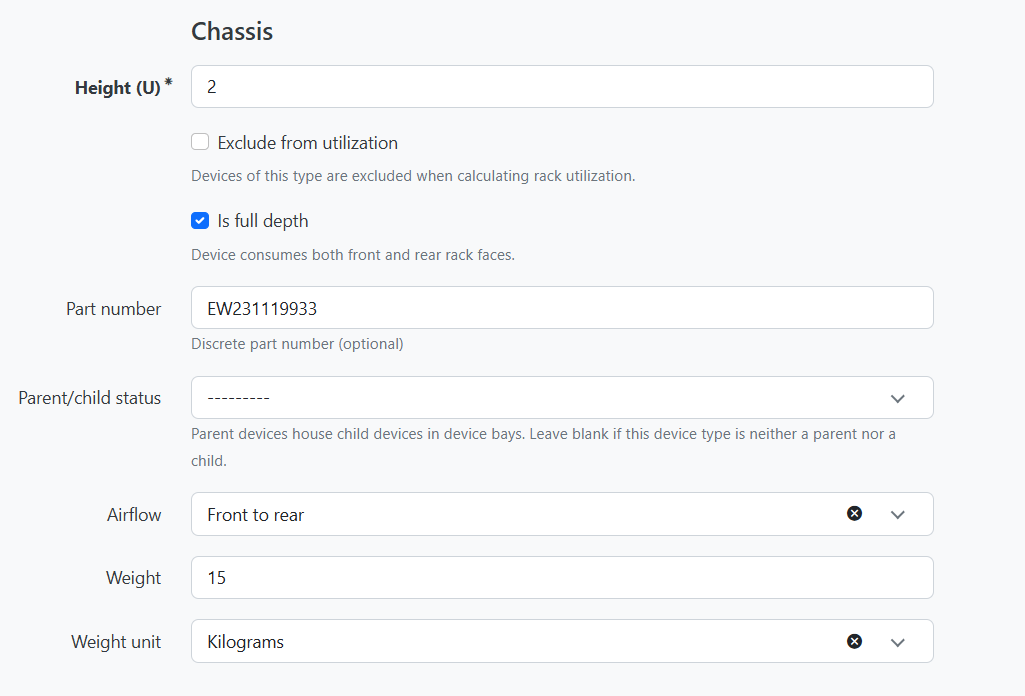 Chassis
Height (U) *
2
Exclude from utilization
Devices of this type are excluded when calculating rack utilization.
Is full depth
Device consumes both front and rear rack faces.
Part number
EW231119933
Discrete part number (optional)
Parent/child status
---------
Parent devices house child devices in device bays. Leave blank if this device type is neither a parent nor a
child.
Airflow
Front to rear
Weight
15
Weight unit
Kilograms